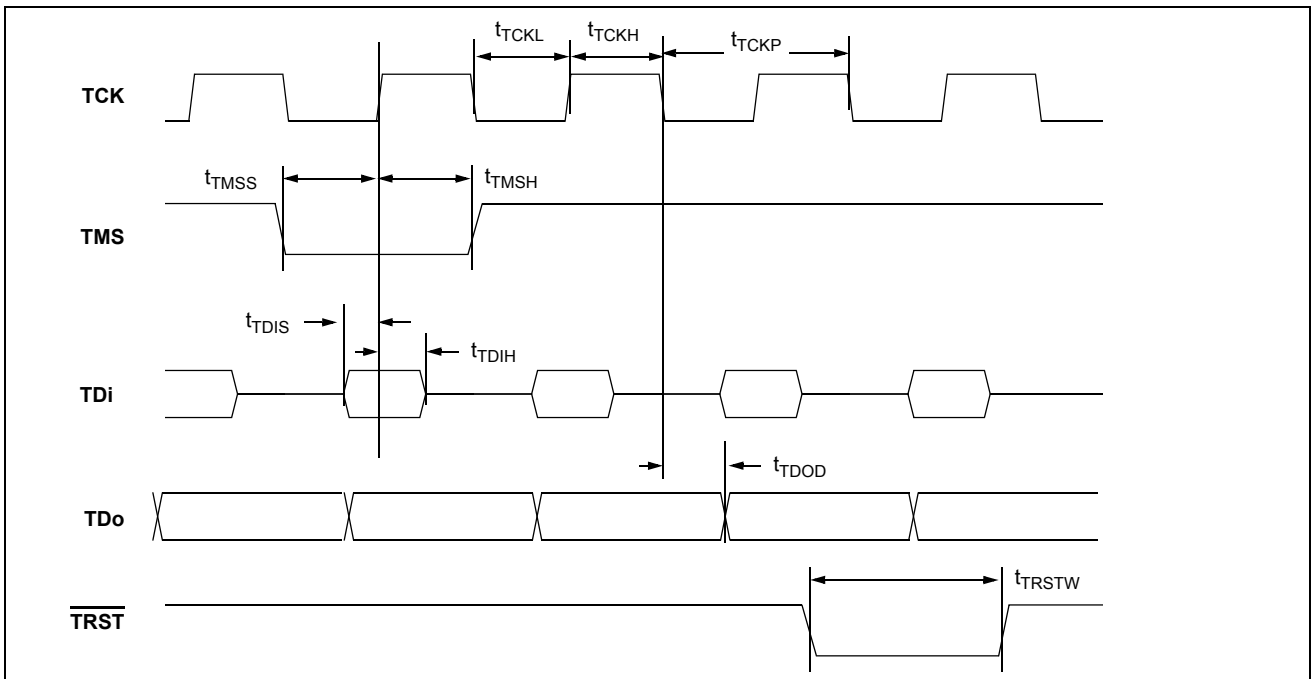 tTCKL tTCKH tTCKP
TCK
tTMSS tTMSH
TMS
tTDIS
tTDIH
TDi
tTDOD
TDo
tTRSTW
TRST